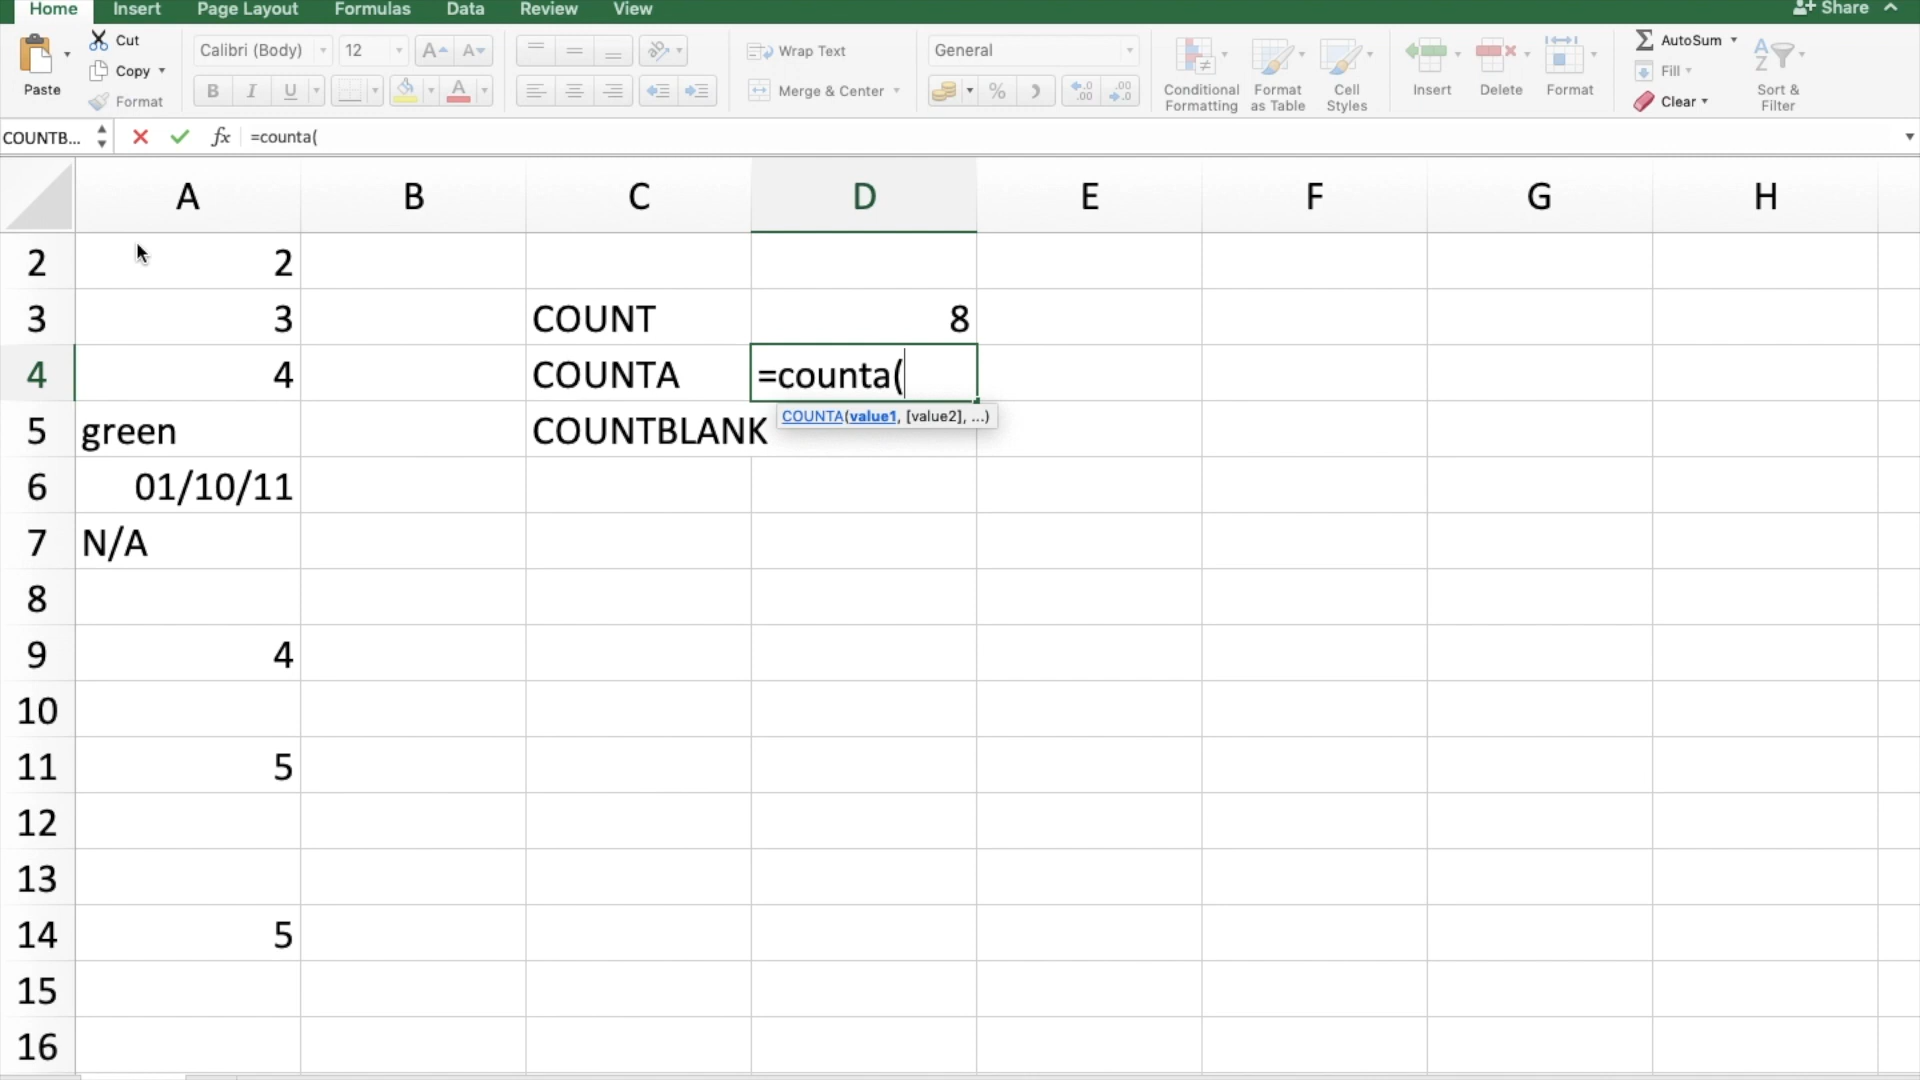 Home Insert Page Layout Formulas Data Review View Share
Paste Cut Copy Format
Calibri (Body) 12 A A
B I U A
Wrap Text
Merge & Center
General
%
Conditional Formatting
Format as Table
Cell Styles
Insert Delete Format
AutoSum
Fill
Clear
Sort & Filter
COUNTB... fx =counta(
A B C D E F G H
2 2
3 3 COUNT 8
4 4 COUNTA =counta(
COUNTA(value1, [value2], ...)
5 green COUNTBLANK
6 01/10/11
7 N/A
8
9 4
10
11 5
12
13
14 5
15
16